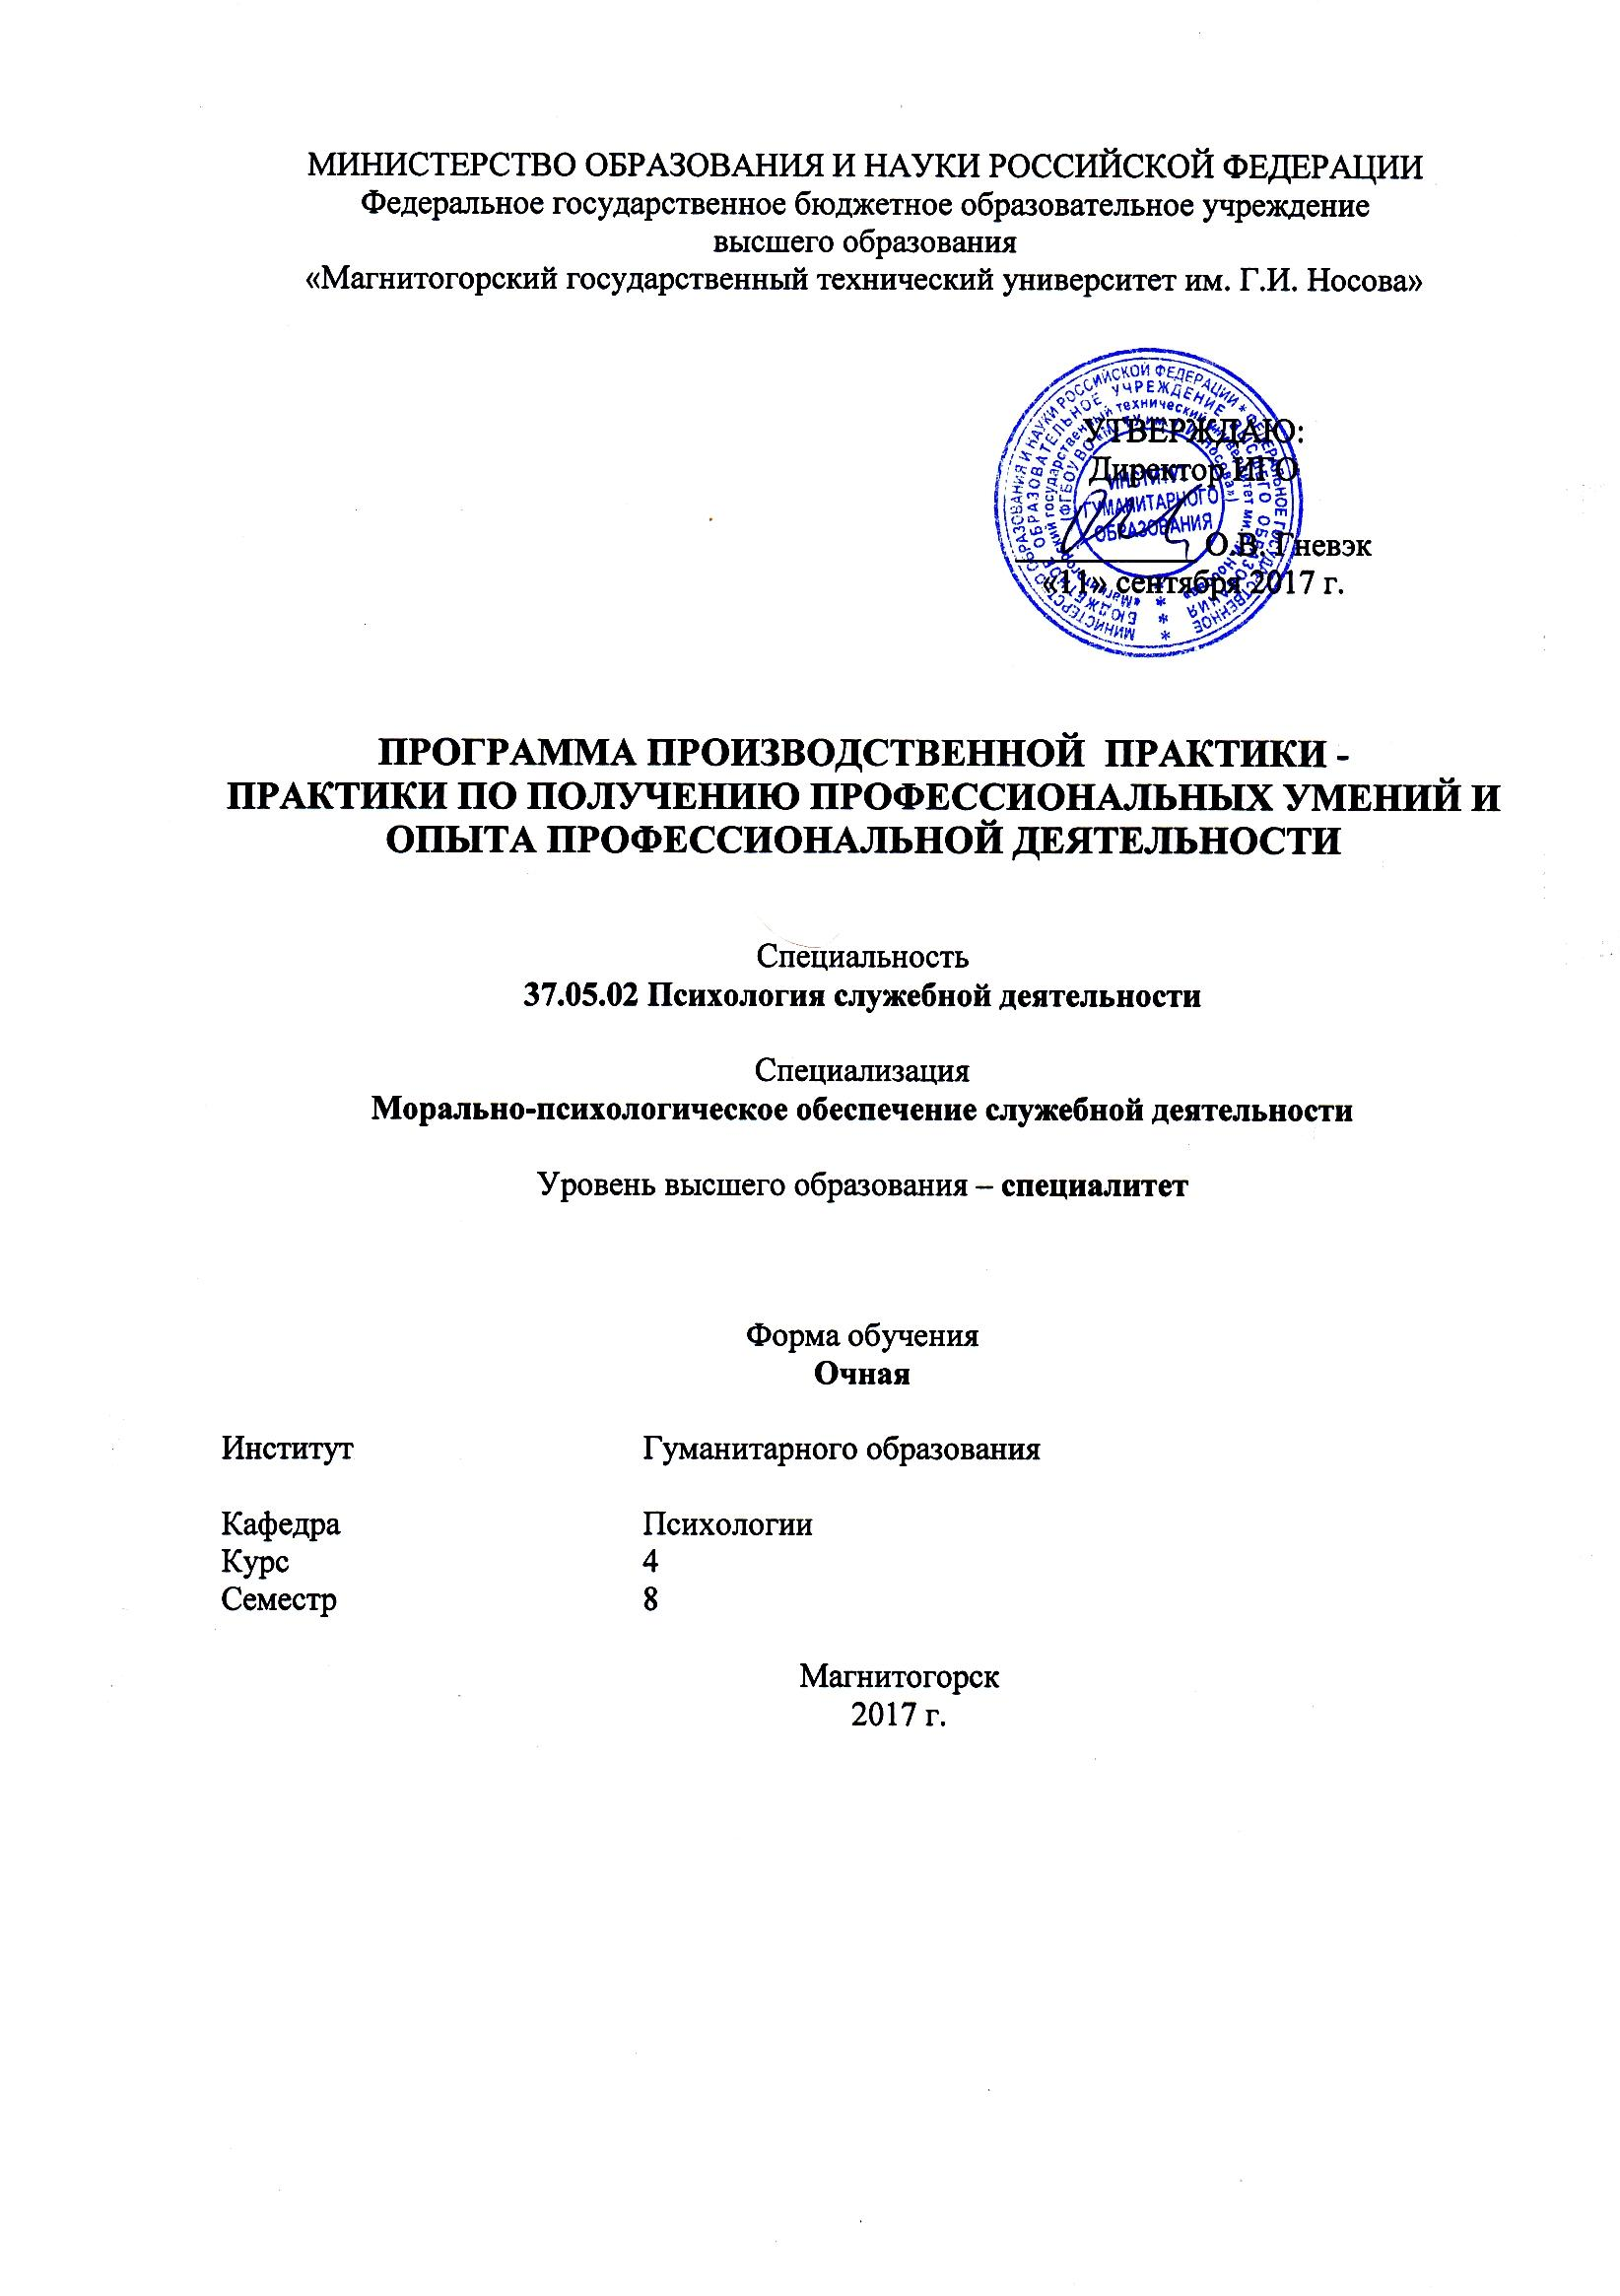 МИНИСТЕРСТВО ОБРАЗОВАНИЯ И НАУКИ РОССИЙСКОЙ ФЕДЕРАЦИИ
Федеральное государственное бюджетное образовательное учреждение
высшего образования
«Магнитогорский государственный технический университет им. Г.И. Носова»
УТВЕРЖДАЮ:
Директор ИГО
О.В. Гневэк
«11» сентября 2017 г.
ИНСТИТУТ
ГУМАНИТАРНОГО
ОБРАЗОВАНИЯ
ПРОГРАММА ПРОИЗВОДСТВЕННОЙ ПРАКТИКИ -
ПРАКТИКИ ПО ПОЛУЧЕНИЮ ПРОФЕССИОНАЛЬНЫХ УМЕНИЙ И
ОПЫТА ПРОФЕССИОНАЛЬНОЙ ДЕЯТЕЛЬНОСТИ
Специальность
37.05.02 Психология служебной деятельности
Специализация
Морально-психологическое обеспечение служебной деятельности
Уровень высшего образования – специалитет
Форма обучения
Очная
Институт Гуманитарного образования
Кафедра Психологии
Курс 4
Семестр 8
Магнитогорск
2017 г.